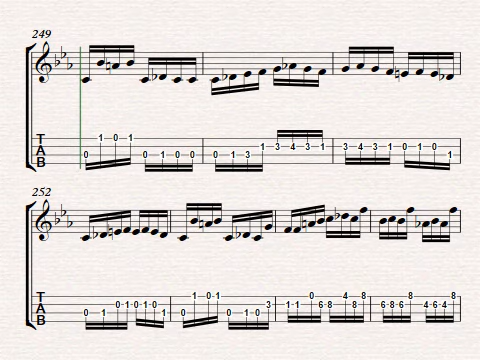 249
T 1 0 1
A 1 3 4 3 1 3 4 3 1 0 1 0
B 0 0 1 0 0 0 1 3 1
252
T 1 0 1 0 4 8 8 8
A 0 1 0 1 0 3 1 1 6 8 8 6 8 6 4 6 4
B 0 1 1 0 0 1 0